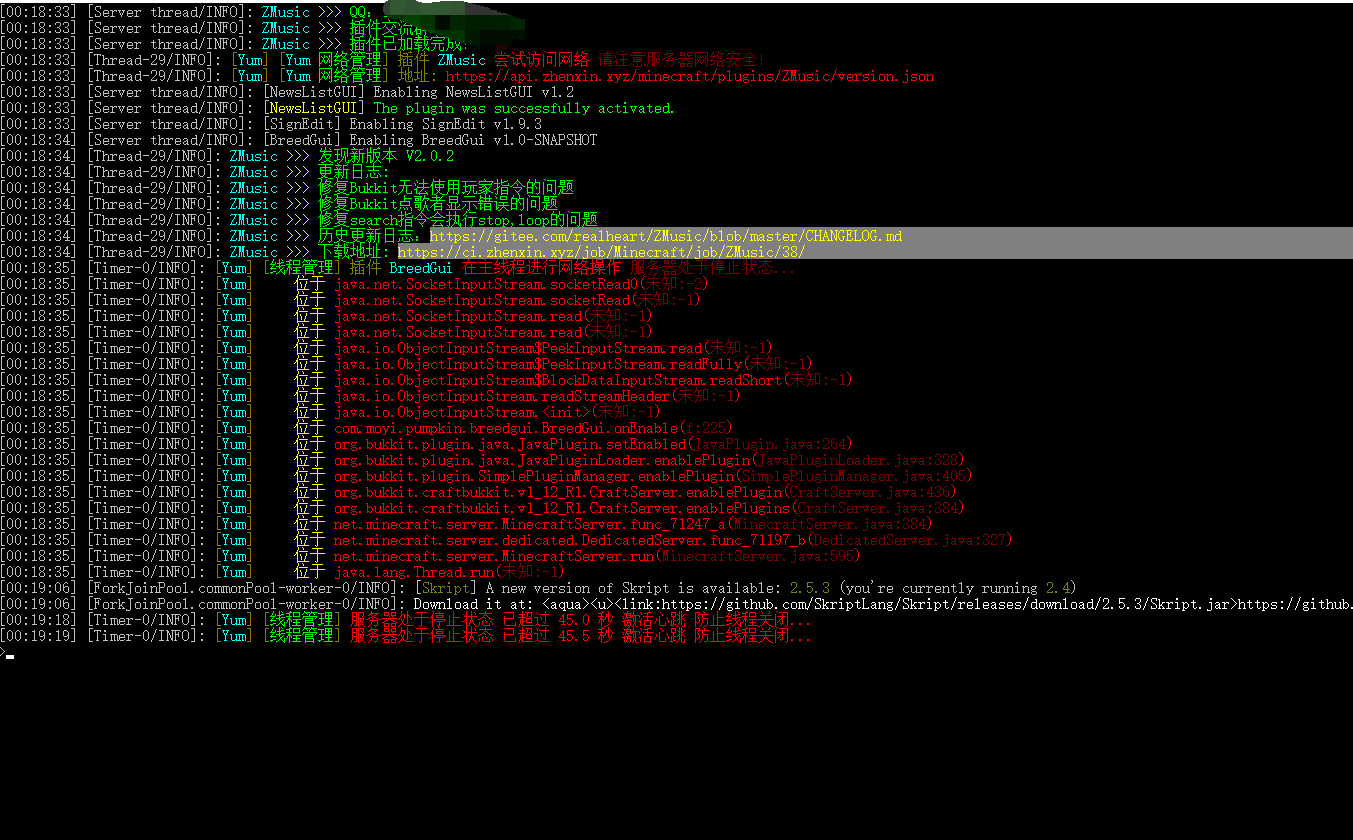 [00:18:33] [Server thread/INFO]: ZMusic >>> QQ:
[00:18:33] [Server thread/INFO]: ZMusic >>> 插件交流
[00:18:33] [Server thread/INFO]: ZMusic >>> 插件已加载完成!
[00:18:33] [Thread-29/INFO]: [Yum] [Yum 网络管理] 插件 ZMusic 尝试访问网络 请注意服务器网络安全!
[00:18:33] [Thread-29/INFO]: [Yum] [Yum 网络管理] 地址: https://api.zhenxin.xyz/minecraft/plugins/ZMusic/version.json
[00:18:33] [Server thread/INFO]: [NewsListGUI] Enabling NewsListGUI v1.2
[00:18:33] [Server thread/INFO]: [NewsListGUI] The plugin was successfully activated.
[00:18:33] [Server thread/INFO]: [SignEdit] Enabling SignEdit v1.9.3
[00:18:33] [Server thread/INFO]: [BreedGui] Enabling BreedGui v1.0-SNAPSHOT
[00:18:34] [Thread-29/INFO]: ZMusic >>> 发现新版本 V2.0.2
[00:18:34] [Thread-29/INFO]: ZMusic >>> 更新日志:
[00:18:34] [Thread-29/INFO]: ZMusic >>> 修复Bukkit无法使用玩家指令的问题
[00:18:34] [Thread-29/INFO]: ZMusic >>> 修复Bukkit点歌者显示错误的问题
[00:18:34] [Thread-29/INFO]: ZMusic >>> 修复search指令会执行stop,loop的问题
[00:18:34] [Thread-29/INFO]: ZMusic >>> 历史更新日志: https://gitee.com/realheart/ZMusic/blob/master/CHANGELOG.md
[00:18:34] [Thread-29/INFO]: ZMusic >>> 下载地址: https://ci.zhenxin.xyz/job/Minecraft/job/ZMusic/38/
[00:18:35] [Timer-0/INFO]: [Yum] [线程管理] 插件 BreedGui 在主线程进行网络操作 服务器处于停止状态...
[00:18:35] [Timer-0/INFO]: [Yum] 位于 java.net.SocketInputStream.socketRead0(未知:-2)
[00:18:35] [Timer-0/INFO]: [Yum] 位于 java.net.SocketInputStream.socketRead(未知:-1)
[00:18:35] [Timer-0/INFO]: [Yum] 位于 java.net.SocketInputStream.read(未知:-1)
[00:18:35] [Timer-0/INFO]: [Yum] 位于 java.net.SocketInputStream.read(未知:-1)
[00:18:35] [Timer-0/INFO]: [Yum] 位于 java.io.ObjectInputStream$PeekInputStream.read(未知:-1)
[00:18:35] [Timer-0/INFO]: [Yum] 位于 java.io.ObjectInputStream$PeekInputStream.readFully(未知:-1)
[00:18:35] [Timer-0/INFO]: [Yum] 位于 java.io.ObjectInputStream$BlockDataInputStream.readShort(未知:-1)
[00:18:35] [Timer-0/INFO]: [Yum] 位于 java.io.ObjectInputStream.readStreamHeader(未知:-1)
[00:18:35] [Timer-0/INFO]: [Yum] 位于 java.io.ObjectInputStream.<init>(未知:-1)
[00:18:35] [Timer-0/INFO]: [Yum] 位于 com.moyi.pumpkin.breedgui.BreedGui.onEnable(f:225)
[00:18:35] [Timer-0/INFO]: [Yum] 位于 org.bukkit.plugin.java.JavaPlugin.setEnabled(JavaPlugin.java:264)
[00:18:35] [Timer-0/INFO]: [Yum] 位于 org.bukkit.plugin.java.JavaPluginLoader.enablePlugin(JavaPluginLoader.java:328)
[00:18:35] [Timer-0/INFO]: [Yum] 位于 org.bukkit.plugin.SimplePluginManager.enablePlugin(SimplePluginManager.java:405)
[00:18:35] [Timer-0/INFO]: [Yum] 位于 org.bukkit.craftbukkit.v1_12_R1.CraftServer.enablePlugin(CraftServer.java:436)
[00:18:35] [Timer-0/INFO]: [Yum] 位于 org.bukkit.craftbukkit.v1_12_R1.CraftServer.enablePlugins(CraftServer.java:384)
[00:18:35] [Timer-0/INFO]: [Yum] 位于 net.minecraft.server.MinecraftServer.func_71247_a(MinecraftServer.java:384)
[00:18:35] [Timer-0/INFO]: [Yum] 位于 net.minecraft.server.dedicated.DedicatedServer.func_71197_b(DedicatedServer.java:327)
[00:18:35] [Timer-0/INFO]: [Yum] 位于 net.minecraft.server.MinecraftServer.run(MinecraftServer.java:595)
[00:18:35] [Timer-0/INFO]: [Yum] 位于 java.lang.Thread.run(未知:-1)
[00:19:06] [ForkJoinPool.commonPool-worker-0/INFO]: [Skript] A new version of Skript is available: 2.5.3 (you're currently running 2.4)
[00:19:06] [ForkJoinPool.commonPool-worker-0/INFO]: Download it at: <aqua><u><link:https://github.com/SkriptLang/Skript/releases/download/2.5.3/Skript.jar>https://github.
[00:19:18] [Timer-0/INFO]: [Yum] [线程管理] 服务器处于停止状态 已超过 45.0 秒 激活心跳 防止线程关闭...
[00:19:19] [Timer-0/INFO]: [Yum] [线程管理] 服务器处于停止状态 已超过 45.5 秒 激活心跳 防止线程关闭...
>